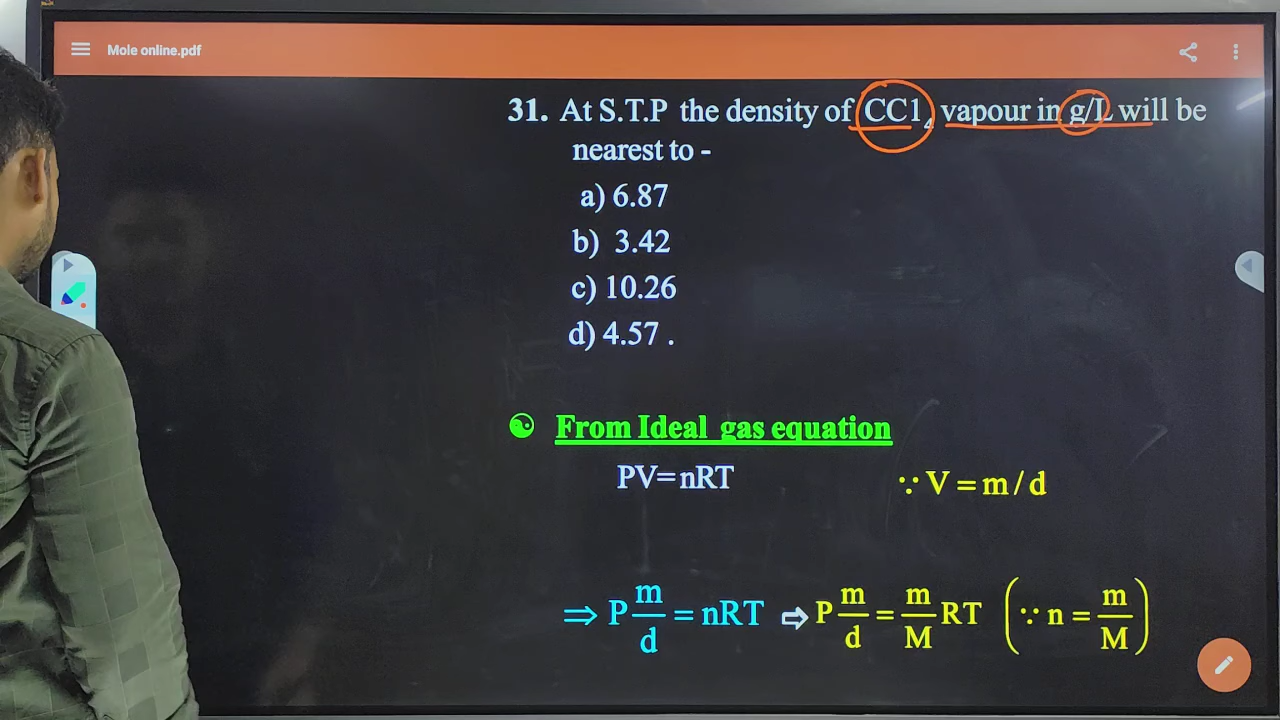 Mole online.pdf
31. At S.T.P the density of CC1₄ vapour in g/L will be
nearest to -
a) 6.87
b) 3.42
c) 10.26
d) 4.57 .
From Ideal gas equation
PV= nRT ∵ V = m / d
⇒ P m/d = nRT ⇨ P m/d = m/M RT (∵ n = m/M)